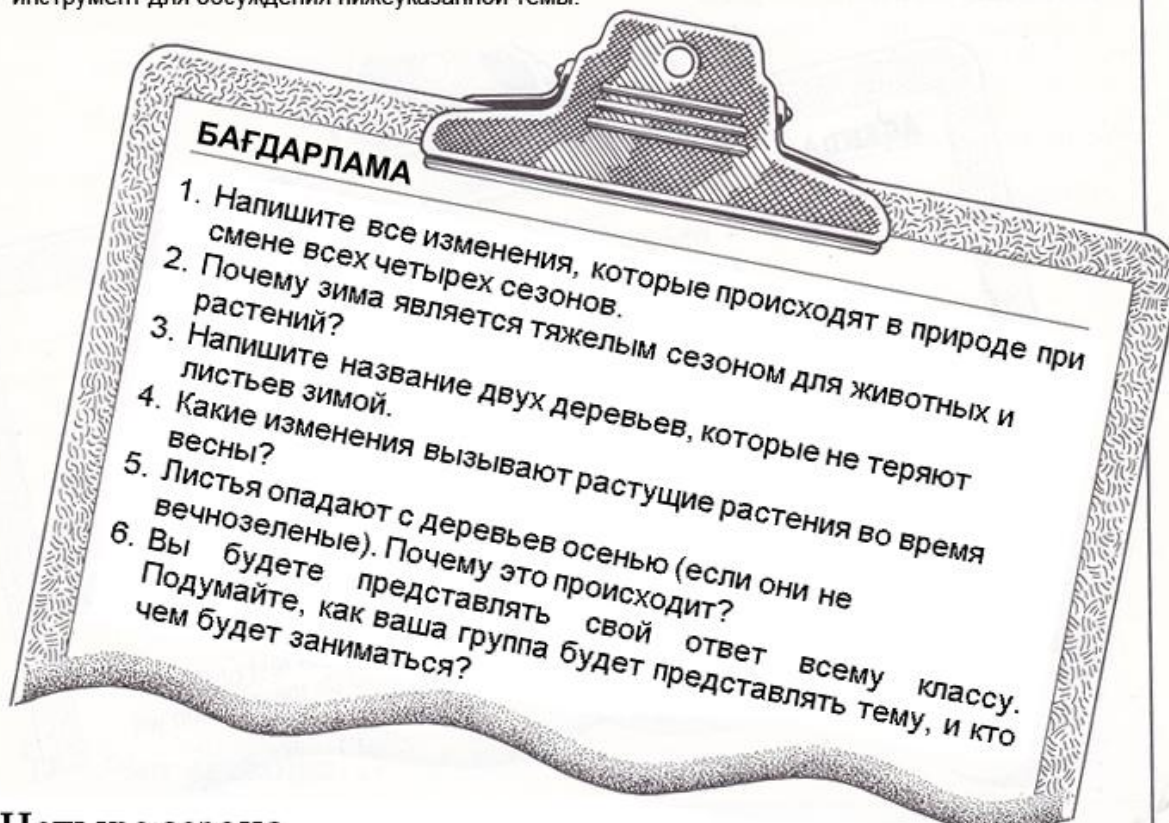 инструмент для обсуждения нижеуказанной темы.
БАҒДАРЛАМА
1. Напишите все изменения, которые происходят в природе при
смене всех четырех сезонов.
2. Почему зима является тяжелым сезоном для животных и
растений?
3. Напишите название двух деревьев, которые не теряют
листьев зимой.
4. Какие изменения вызывают растущие растения во время
весны?
5. Листья опадают с деревьев осенью (если они не
вечнозеленые). Почему это происходит?
6. Вы будете представлять свой ответ всему классу.
Подумайте, как ваша группа будет представлять тему, и кто
чем будет заниматься?